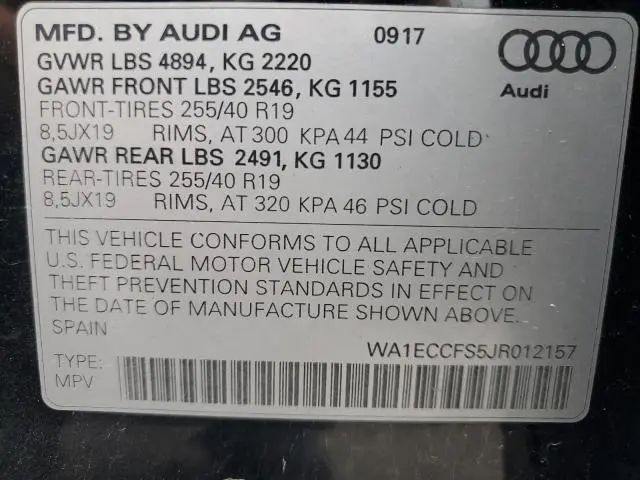 MFD. BY AUDI AG 0917
GVWR LBS 4894, KG 2220
GAWR FRONT LBS 2546, KG 1155
Audi
FRONT-TIRES 255/40 R19
8,5JX19 RIMS, AT 300 KPA 44 PSI COLD
GAWR REAR LBS 2491, KG 1130
REAR-TIRES 255/40 R19
8,5JX19 RIMS, AT 320 KPA 46 PSI COLD
THIS VEHICLE CONFORMS TO ALL APPLICABLE
U.S. FEDERAL MOTOR VEHICLE SAFETY AND
THEFT PREVENTION STANDARDS IN EFFECT ON
THE DATE OF MANUFACTURE SHOWN ABOVE.
SPAIN
WA1ECCFS5JR012157
TYPE:
MPV